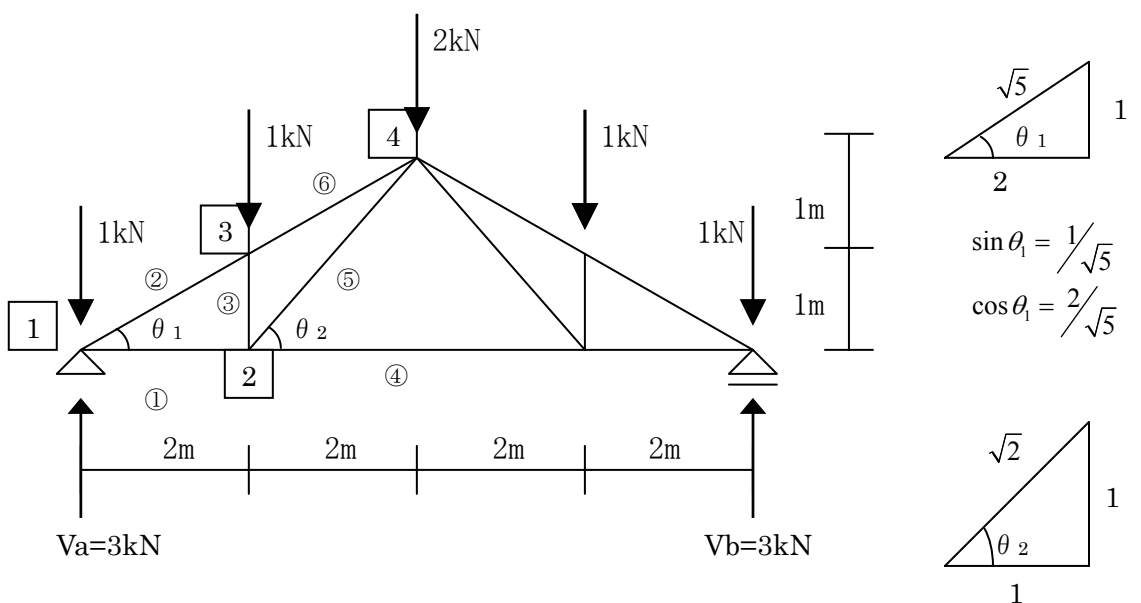 2kN
1kN
4
1kN
⑥
3
1kN
1kN
②
⑤
③
1
θ 1
θ 2
2
④
①
2m
2m
2m
2m
Va=3kN
Vb=3kN
1m
1m
√5
1
θ 1
2
sin θ₁ = 1/√5
cos θ₁ = 2/√5
√2
1
θ 2
1